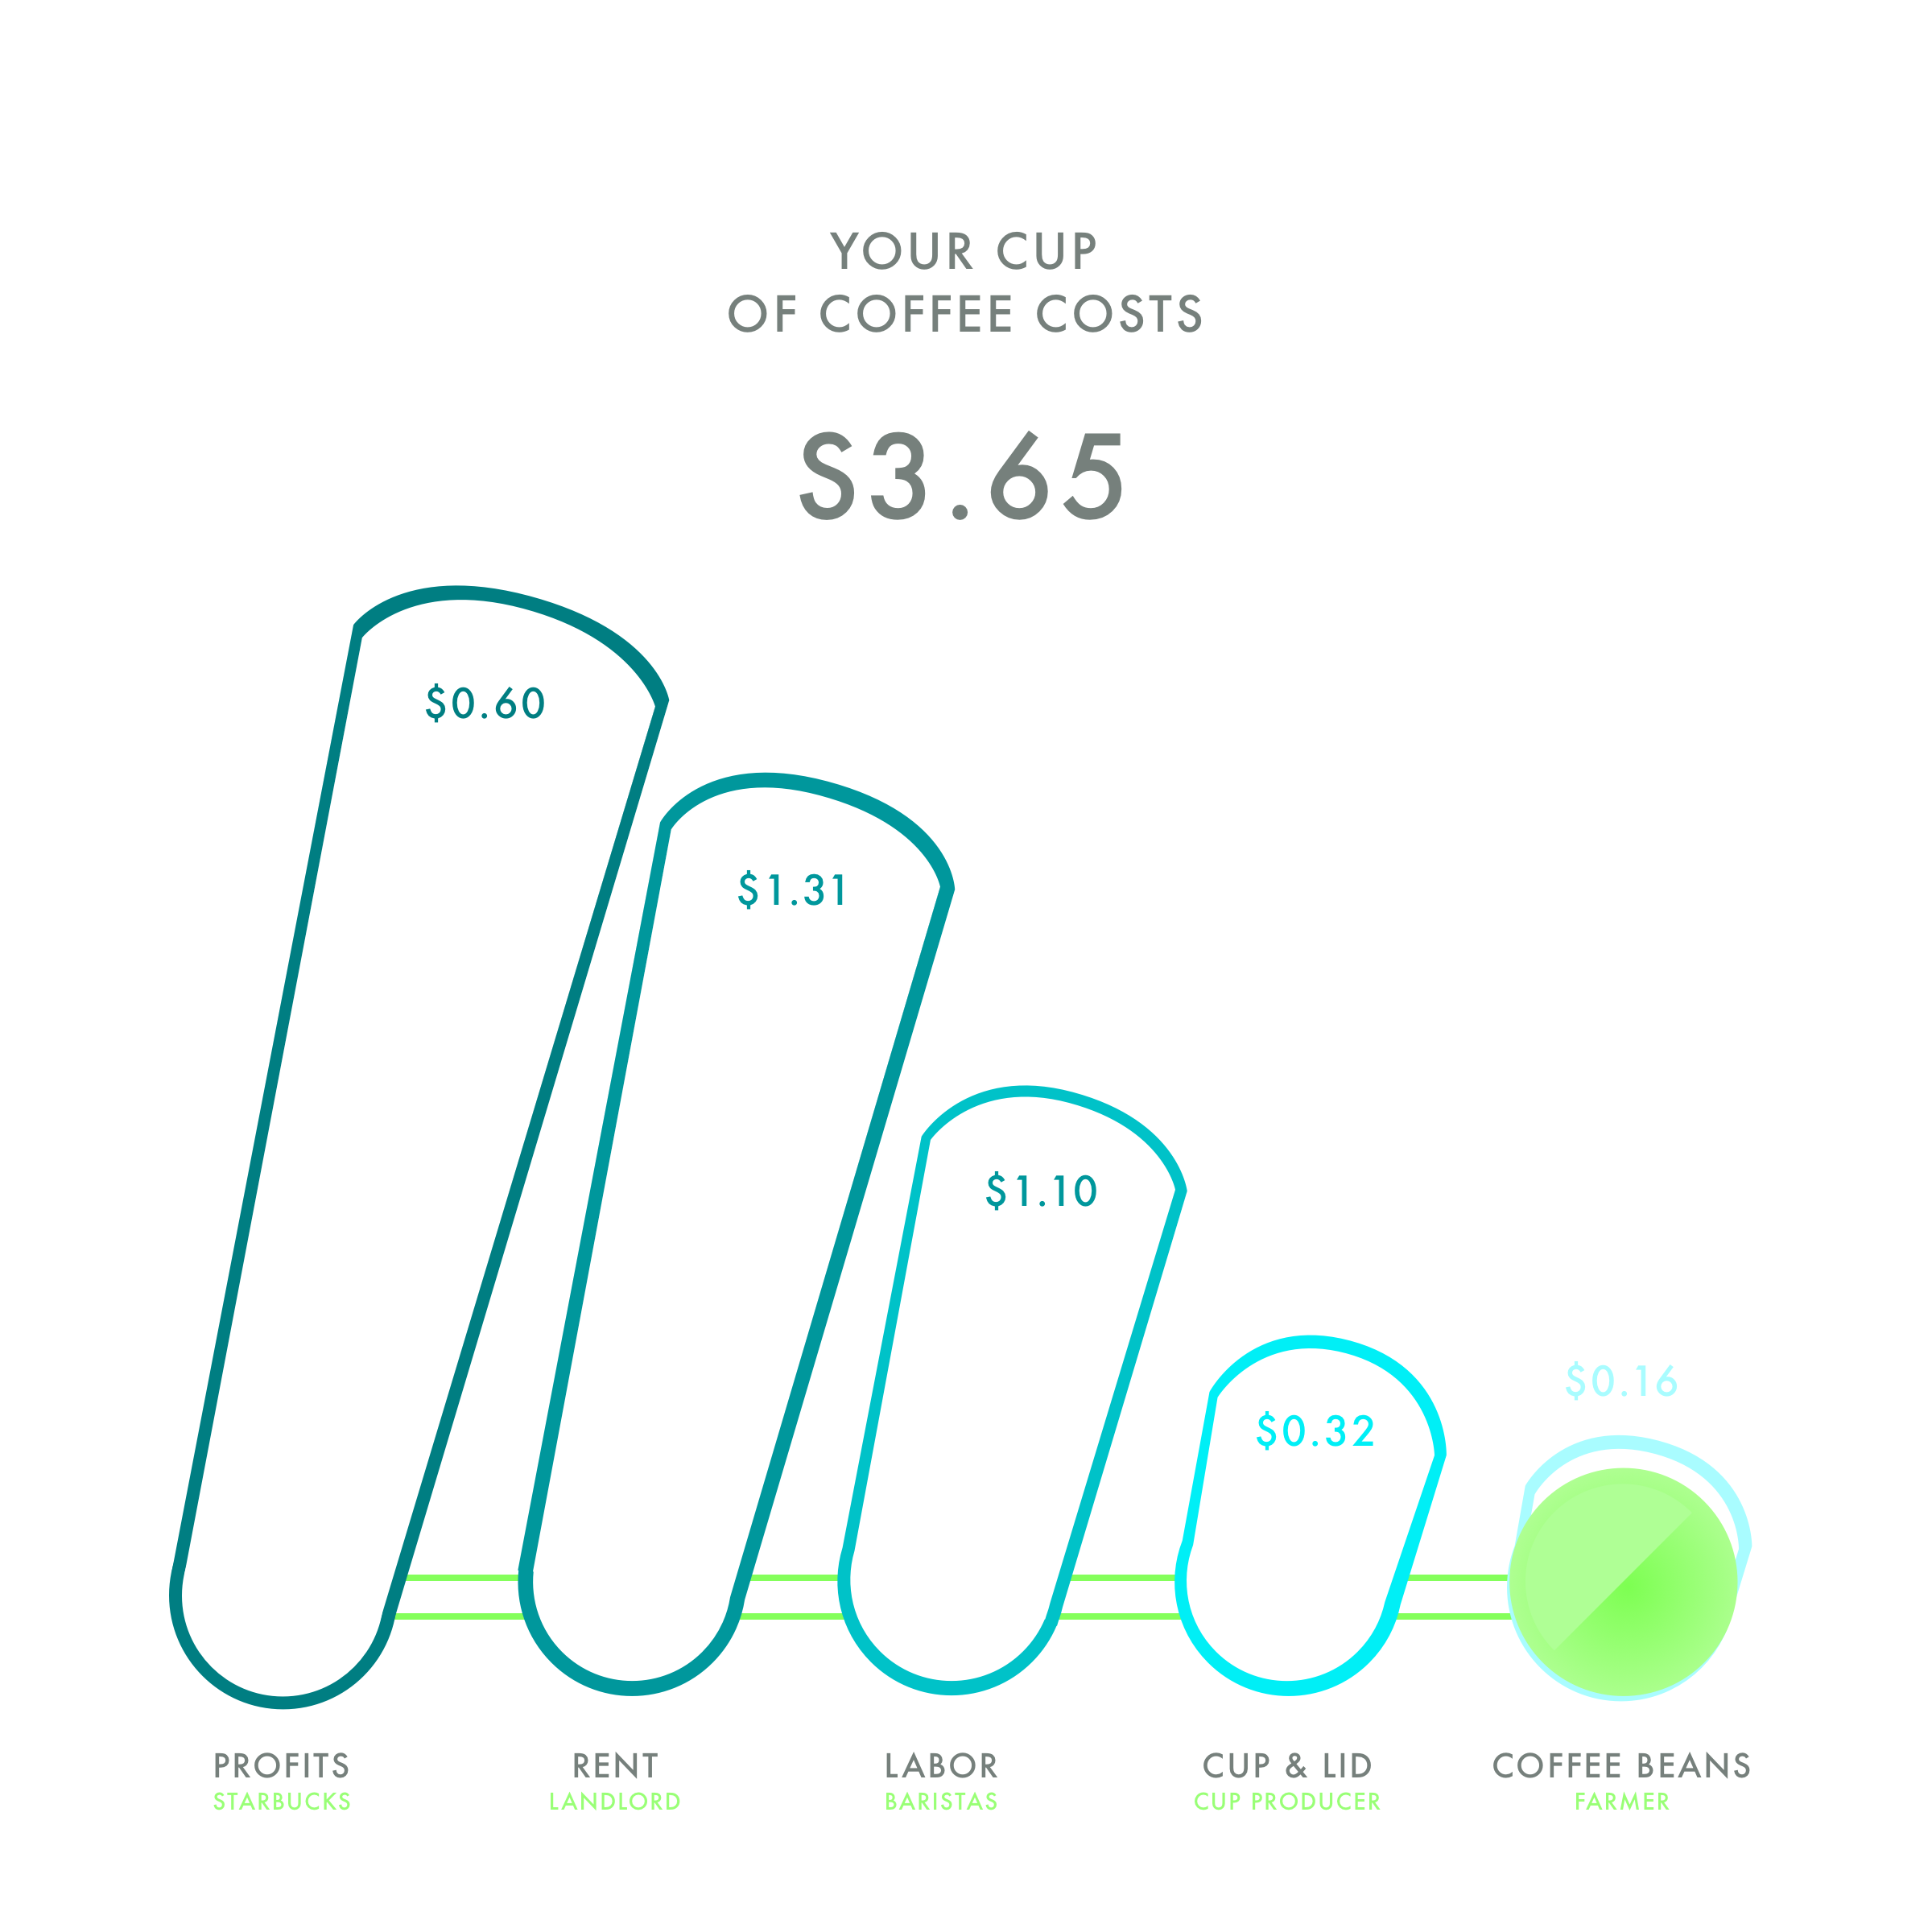 YOUR CUP
OF COFFEE COSTS
$3.65
$0.60
$1.31
$1.10
$0.32
$0.16
PROFITS
STARBUCKS
RENT
LANDLORD
LABOR
BARISTAS
CUP & LID
CUP PRODUCER
COFFEE BEANS
FARMER